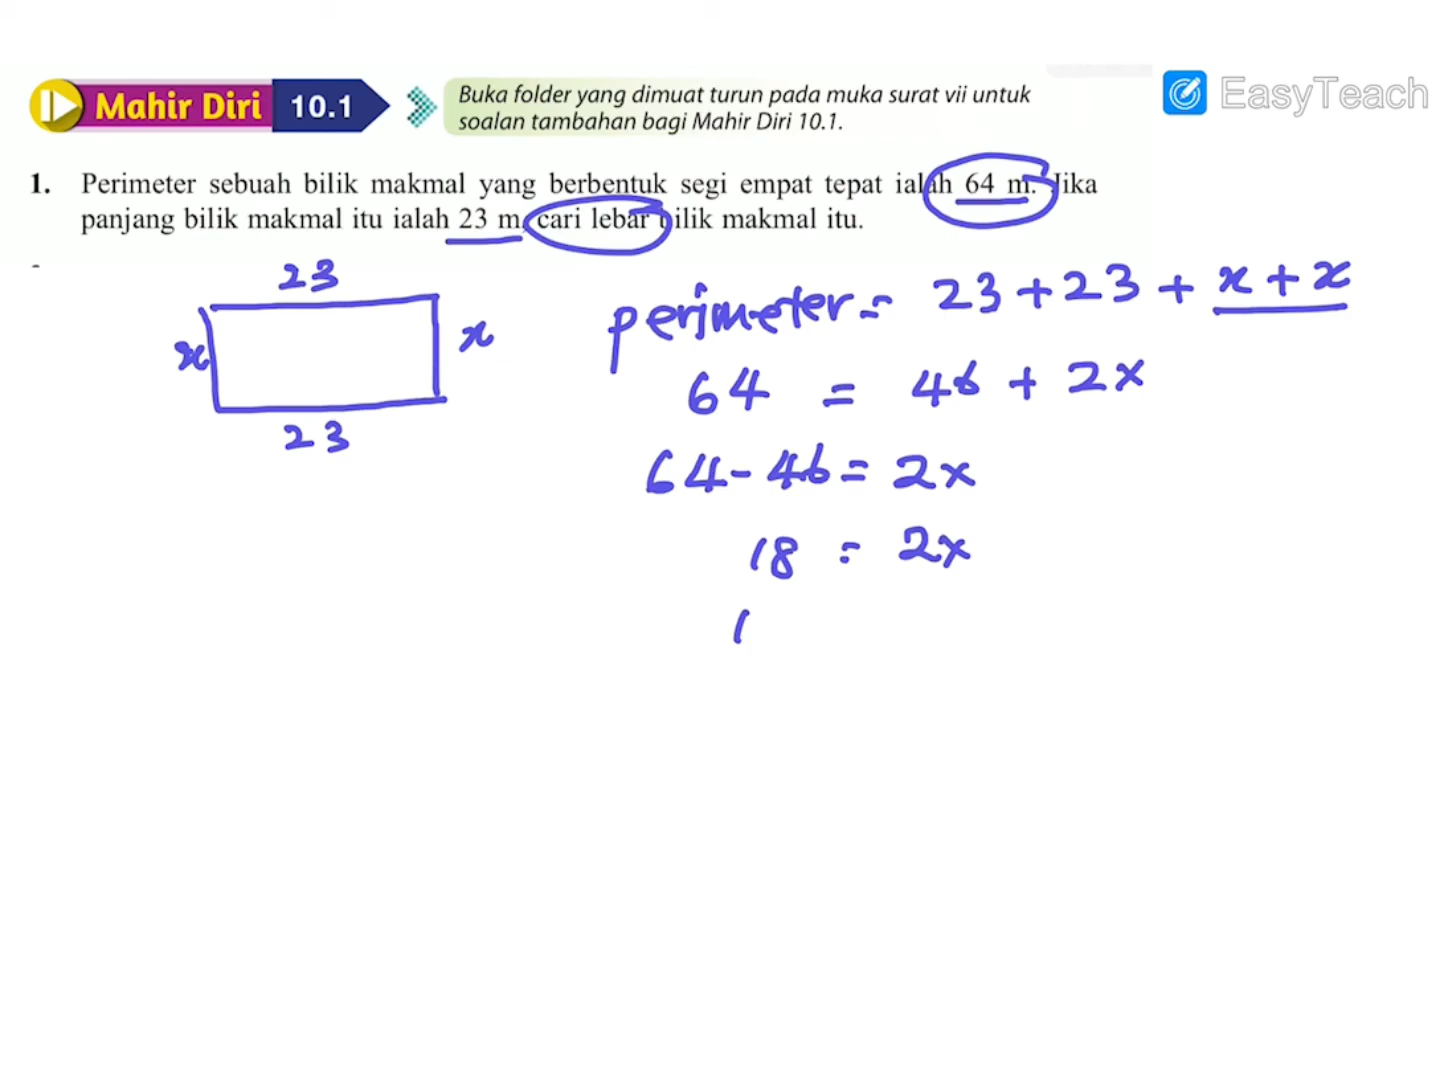 Mahir Diri 10.1
Buka folder yang dimuat turun pada muka surat vii untuk
soalan tambahan bagi Mahir Diri 10.1.
EasyTeach
1. Perimeter sebuah bilik makmal yang berbentuk segi empat tepat ialah 64 m. Jika
panjang bilik makmal itu ialah 23 m, cari lebar bilik makmal itu.
23
x
x
23
perimeter = 23 + 23 + x + x
64 = 46 + 2x
64 - 46 = 2x
18 = 2x